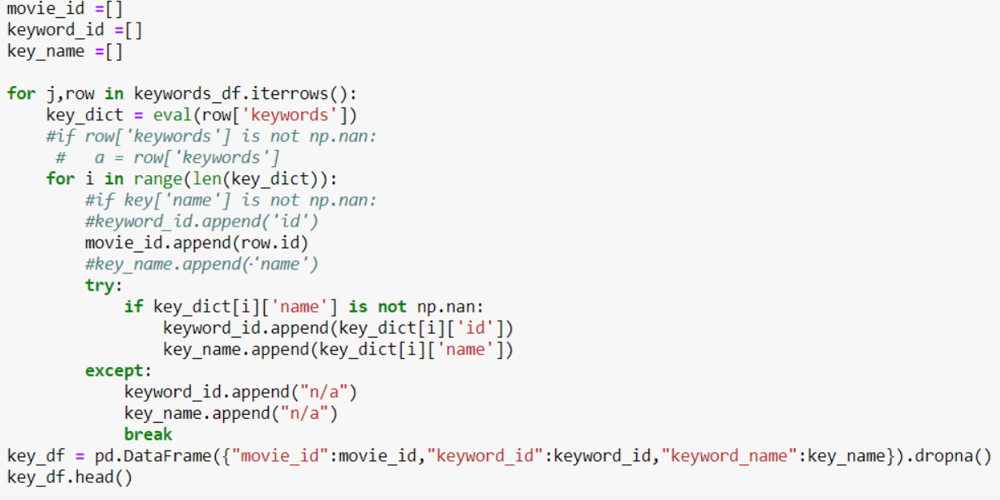 movie_id =[]
keyword_id =[]
key_name =[]
for j,row in keywords_df.iterrows():
    key_dict = eval(row['keywords'])
    #if row['keywords'] is not np.nan:
     #   a = row['keywords']
    for i in range(len(key_dict)):
        #if key['name'] is not np.nan:
        #keyword_id.append('id')
        movie_id.append(row.id)
        #key_name.append('name')
        try:
            if key_dict[i]['name'] is not np.nan:
                keyword_id.append(key_dict[i]['id'])
                key_name.append(key_dict[i]['name'])
        except:
            keyword_id.append("n/a")
            key_name.append("n/a")
            break
key_df = pd.DataFrame({"movie_id":movie_id,"keyword_id":keyword_id,"keyword_name":key_name}).dropna()
key_df.head()